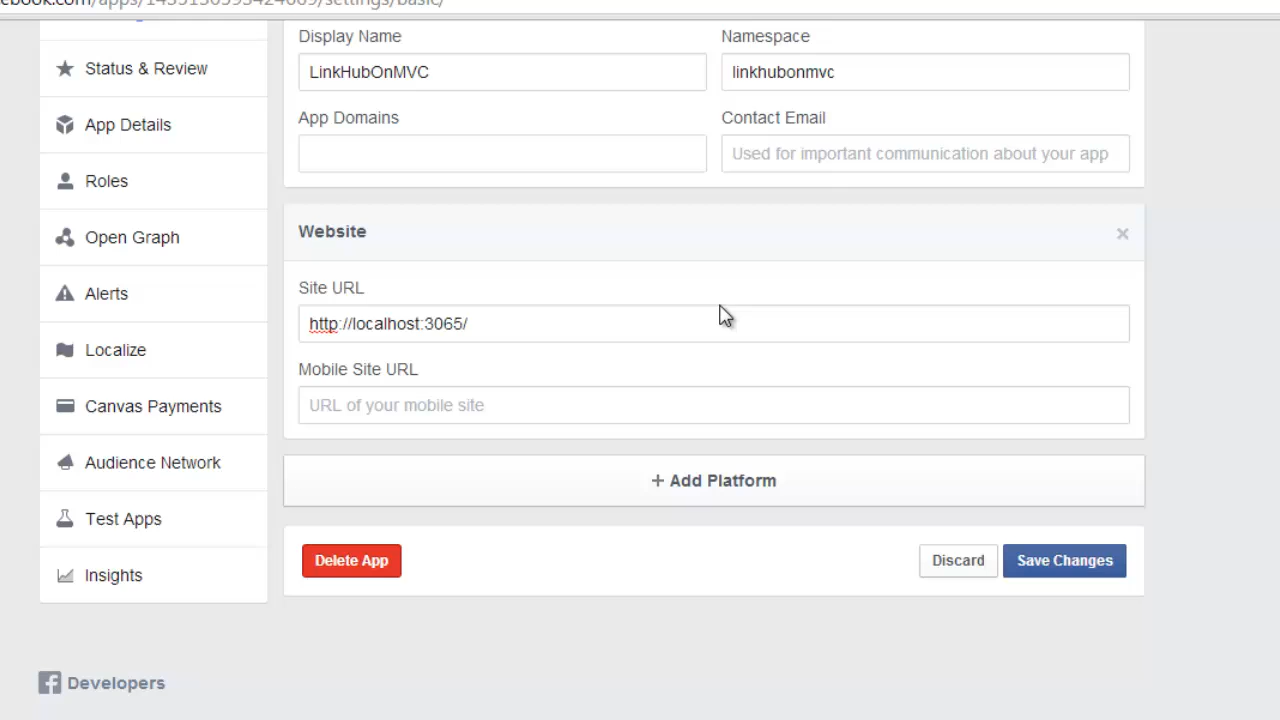 Status & Review
App Details
Roles
Open Graph
Alerts
Localize
Canvas Payments
Audience Network
Test Apps
Insights
Display Name
LinkHubOnMVC
Namespace
linkhubonmvc
App Domains
Contact Email
Used for important communication about your app
Website
Site URL
http://localhost:3065/
Mobile Site URL
URL of your mobile site
+ Add Platform
Delete App
Discard
Save Changes
f Developers